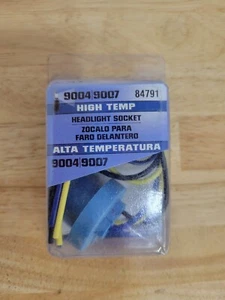 9004/9007 84791
HIGH TEMP
HEADLIGHT SOCKET
ZOCALO PARA
FARO DELANTERO
ALTA TEMPERATURA
9004/9007